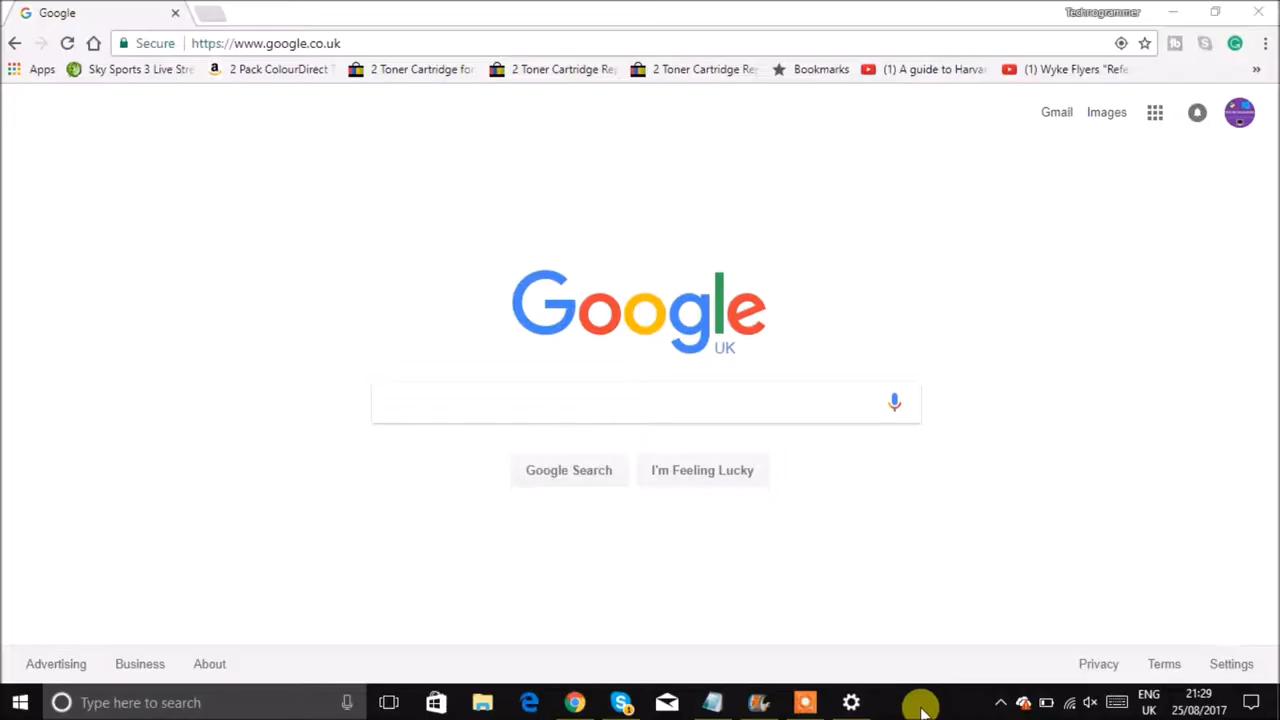 Google
Technogrammer
Secure
https://www.google.co.uk
Apps
Sky Sports 3 Live Stre
2 Pack ColourDirect
2 Toner Cartridge for
2 Toner Cartridge Re
2 Toner Cartridge Re
Bookmarks
(1) A guide to Harva
(1) Wyke Flyers "Refe
»
Gmail
Images
Google
UK
Google Search
I'm Feeling Lucky
Advertising
Business
About
Privacy
Terms
Settings
Type here to search
ENG
UK
21:29
25/08/2017